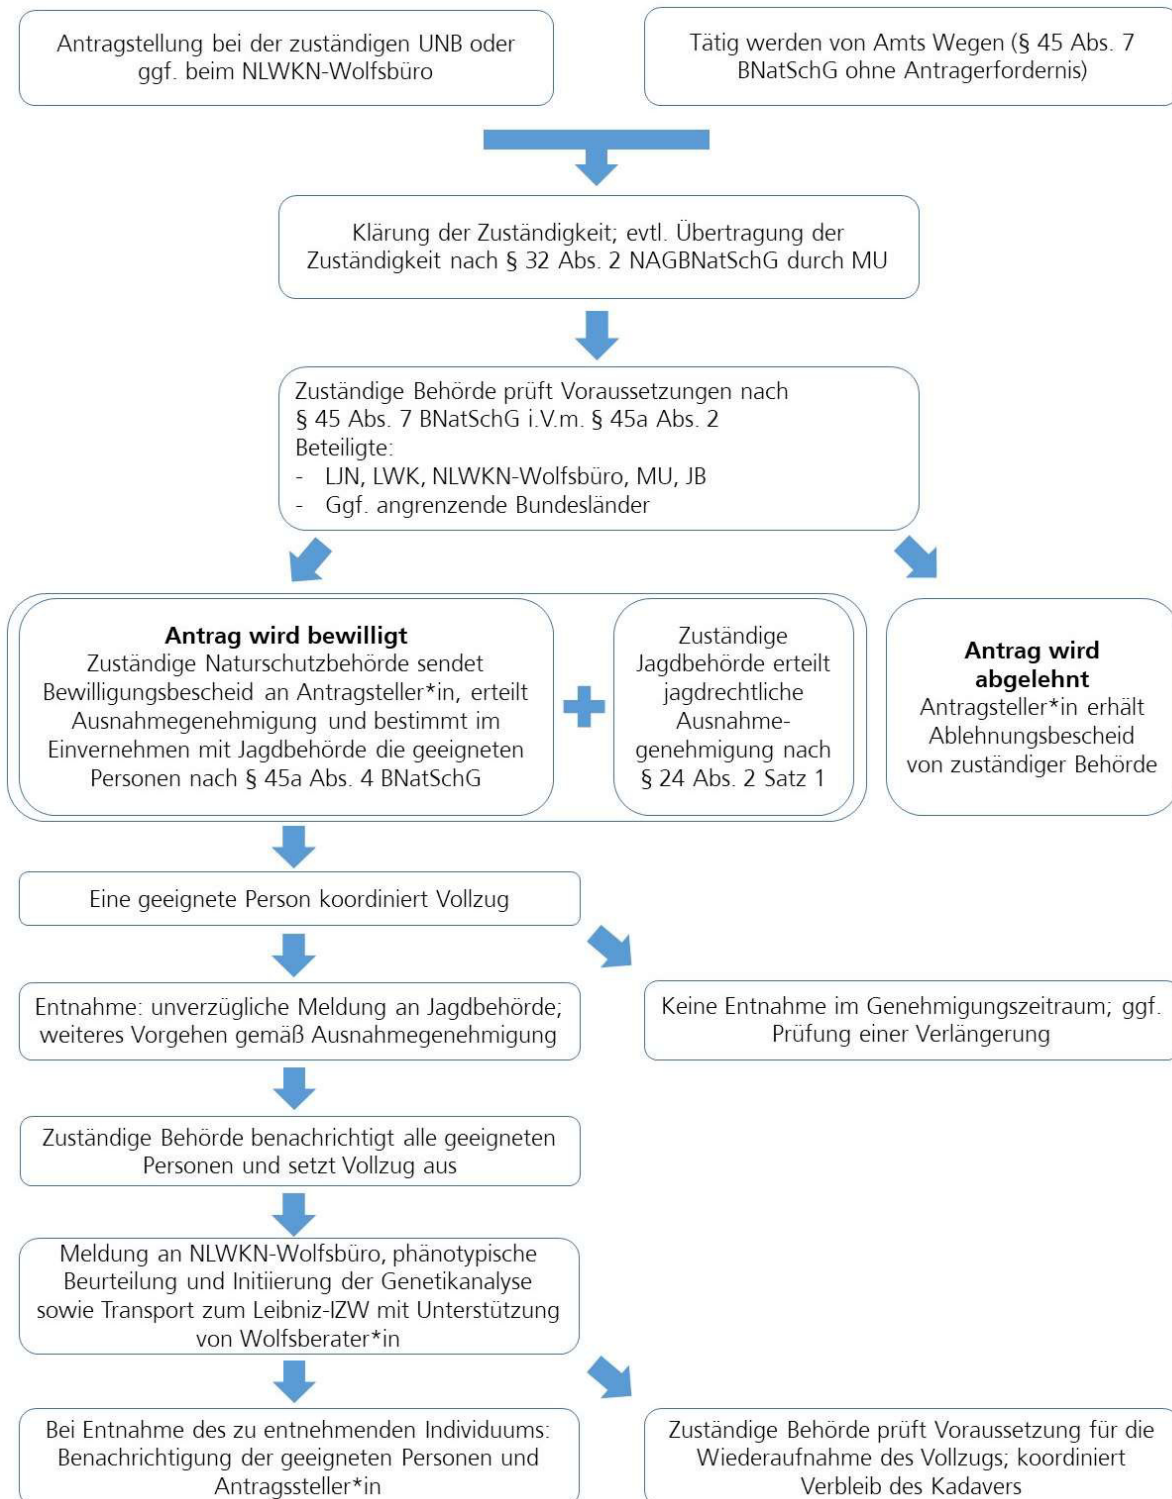 Antragstellung bei der zuständigen UNB oder
ggf. beim NLWKN-Wolfsbüro
Tätig werden von Amts Wegen (§ 45 Abs. 7
BNatSchG ohne Antragerfordernis)
Klärung der Zuständigkeit; evtl. Übertragung der
Zuständigkeit nach § 32 Abs. 2 NAGBNatSchG durch MU
Zuständige Behörde prüft Voraussetzungen nach
§ 45 Abs. 7 BNatSchG i.V.m. § 45a Abs. 2
Beteiligte:
- LJN, LWK, NLWKN-Wolfsbüro, MU, JB
- Ggf. angrenzende Bundesländer
Antrag wird bewilligt
Zuständige Naturschutzbehörde sendet
Bewilligungsbescheid an Antragsteller*in, erteilt
Ausnahmegenehmigung und bestimmt im
Einvernehmen mit Jagdbehörde die geeigneten
Personen nach § 45a Abs. 4 BNatSchG
Zuständige
Jagdbehörde erteilt
jagdrechtliche
Ausnahme-
genehmigung nach
§ 24 Abs. 2 Satz 1
Antrag wird
abgelehnt
Antragsteller*in erhält
Ablehnungsbescheid
von zuständiger Behörde
Eine geeignete Person koordiniert Vollzug
Entnahme: unverzügliche Meldung an Jagdbehörde;
weiteres Vorgehen gemäß Ausnahmegenehmigung
Keine Entnahme im Genehmigungszeitraum; ggf.
Prüfung einer Verlängerung
Zuständige Behörde benachrichtigt alle geeigneten
Personen und setzt Vollzug aus
Meldung an NLWKN-Wolfsbüro, phänotypische
Beurteilung und Initiierung der Genetikanalyse
sowie Transport zum Leibniz-IZW mit Unterstützung
von Wolfsberater*in
Bei Entnahme des zu entnehmenden Individuums:
Benachrichtigung der geeigneten Personen und
Antragssteller*in
Zuständige Behörde prüft Voraussetzung für die
Wiederaufnahme des Vollzugs; koordiniert
Verbleib des Kadavers